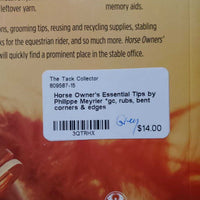 leftover yarn.
memory aids.
ons, grooming tips, reusing and recycling supplies, stabling
ks for the equestrian rider, and so much more. Horse Owners'
will quickly find a prominent place in the stable office.
The Tack Collector
809587-15
Horse Owner's Essential Tips by
Philippe Meyrier *gc, rubs, bent
corners & edges
$14.00
3QTRHX